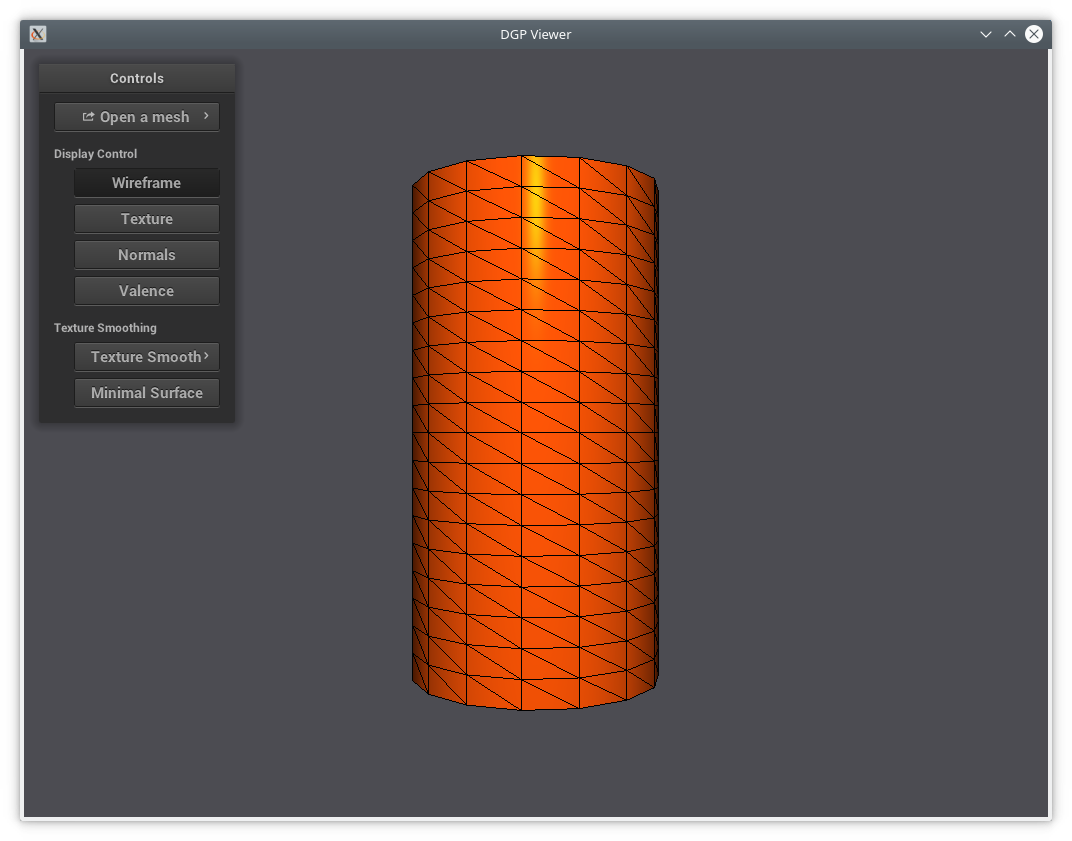 DGP Viewer
Controls
Open a mesh
Display Control
Wireframe
Texture
Normals
Valence
Texture Smoothing
Texture Smooth
Minimal Surface